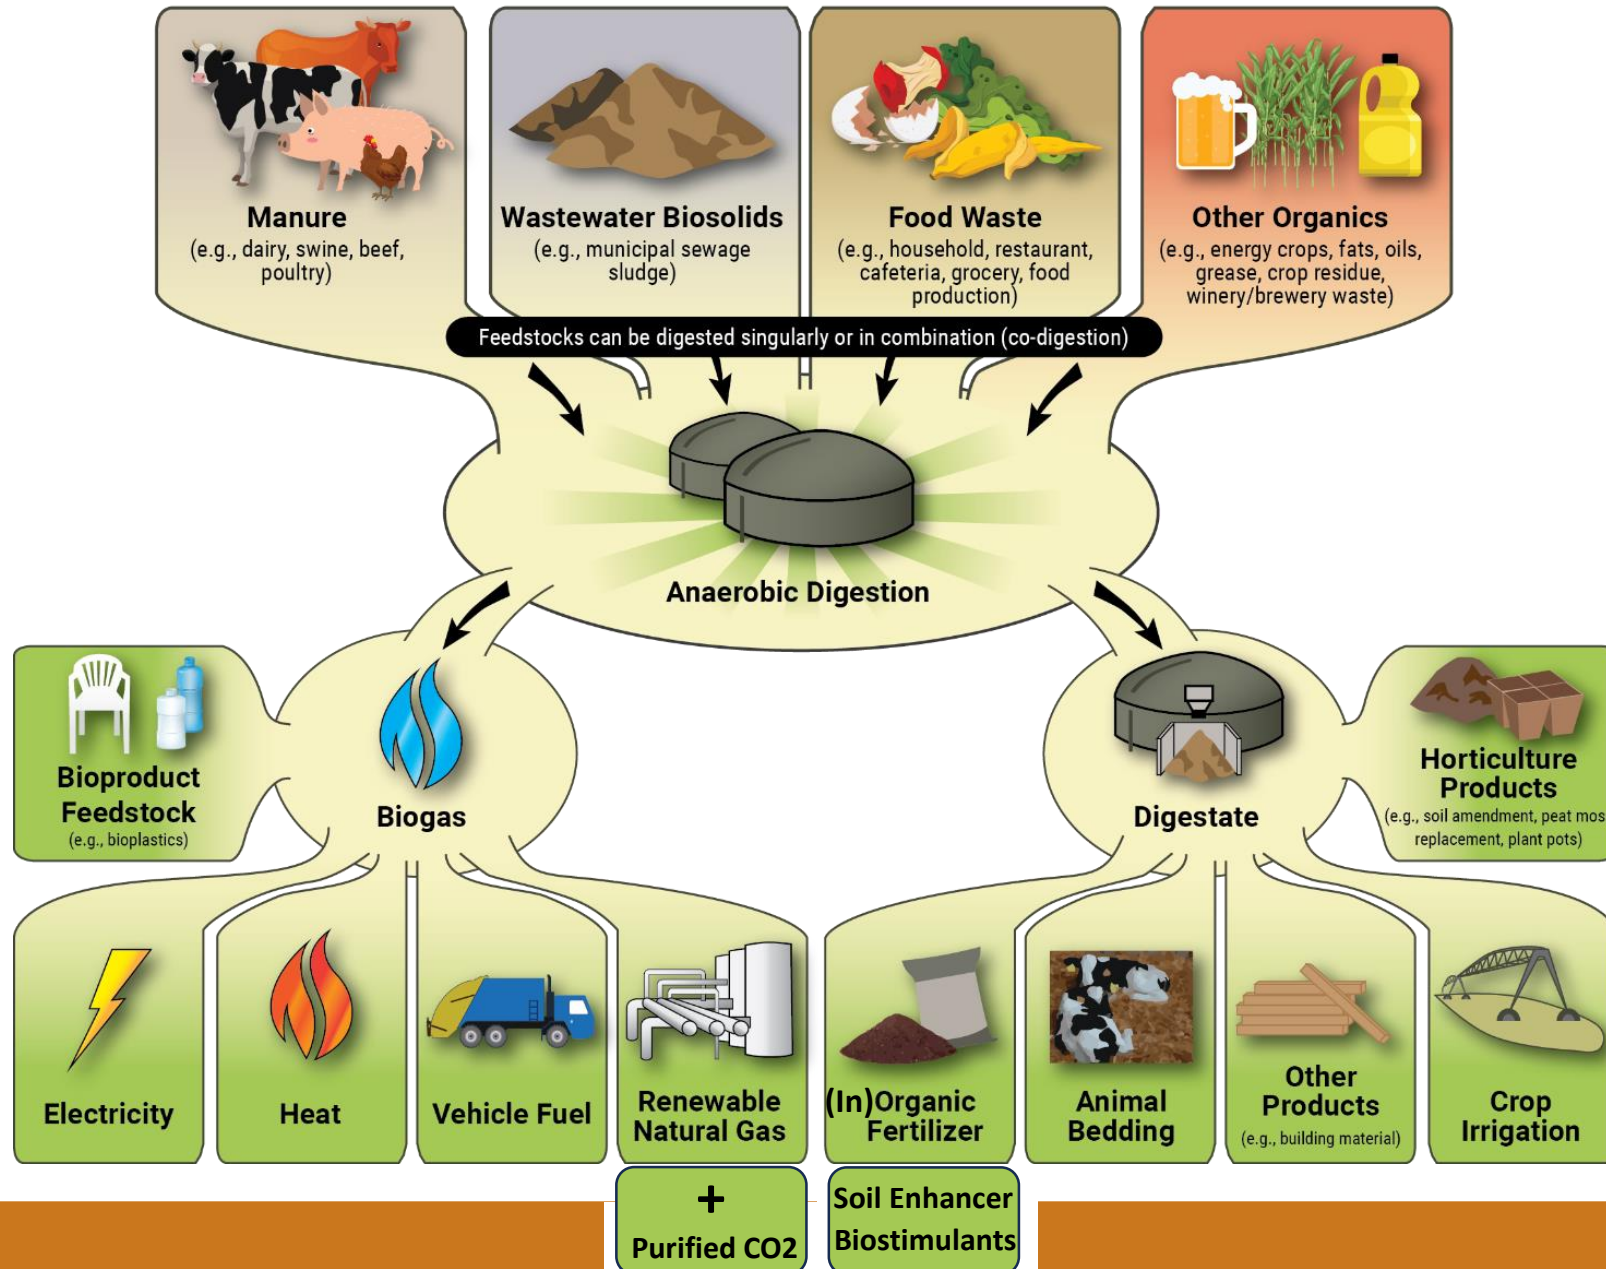 Manure
(e.g., dairy, swine, beef,
poultry)
Wastewater Biosolids
(e.g., municipal sewage
sludge)
Food Waste
(e.g., household, restaurant,
cafeteria, grocery, food
production)
Other Organics
(e.g., energy crops, fats, oils,
grease, crop residue,
winery/brewery waste)
Feedstocks can be digested singularly or in combination (co-digestion)
Anaerobic Digestion
Bioproduct
Feedstock
(e.g., bioplastics)
Biogas
Digestate
Horticulture
Products
(e.g., soil amendment, peat mos
replacement, plant pots)
Electricity
Heat
Vehicle Fuel
Renewable
Natural Gas
(In)Organic
Fertilizer
Animal
Bedding
Other
Products
(e.g., building material)
Crop
Irrigation
+
Purified CO2
Soil Enhancer
Biostimulants